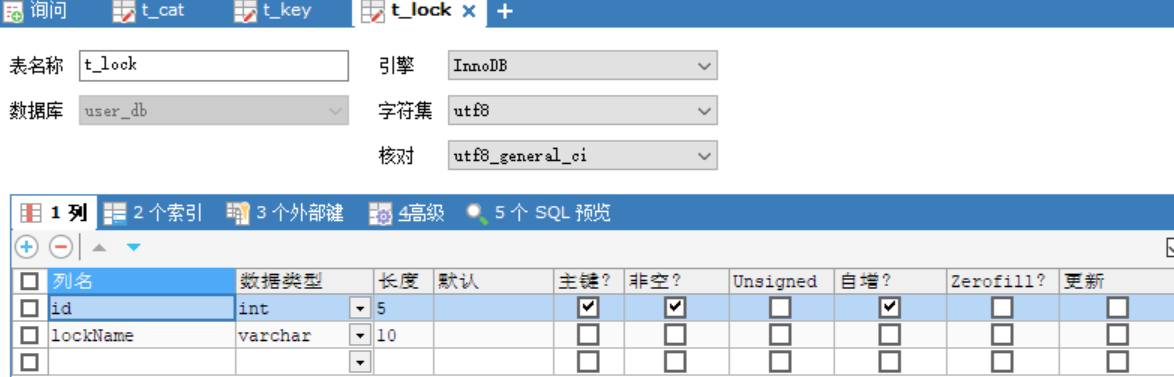 询问 t_cat t_key t_lock
表名称 t_lock 引擎 InnoDB
数据库 user_db 字符集 utf8
核对 utf8_general_ci
1 列 2 个索引 3 个外部键 4高级 5 个 SQL 预览
列名 数据类型 长度 默认 主键? 非空? Unsigned 自增? Zerofill? 更新
id int 5
lockName varchar 10